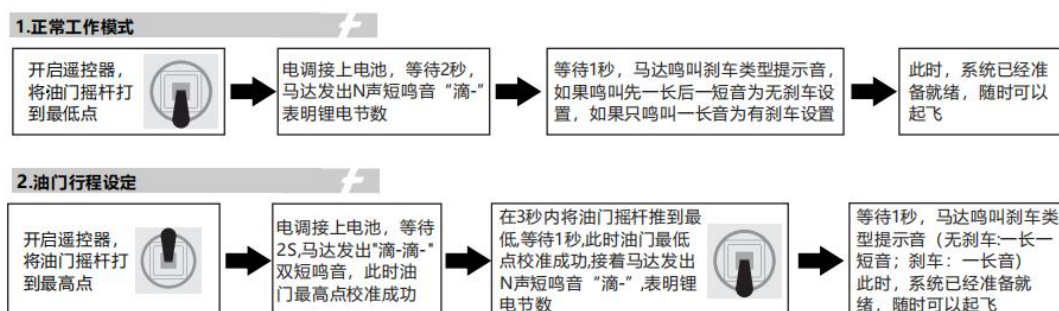 1.正常工作模式
开启遥控器，
将油门摇杆打
到最低点
电调接上电池，等待2秒，
马达发出N声短鸣音“滴-”
表明锂电节数
等待1秒，马达鸣叫刹车类型提示音，
如果鸣叫先一长后一短音为无刹车设
置，如果只鸣叫一长音为有刹车设置
此时，系统已经准
备就绪，随时可以
起飞
2.油门行程设定
开启遥控器，
将油门摇杆打
到最高点
电调接上电池，等待
2S,马达发出"滴-滴-"
双短鸣音，此时油
门最高点校准成功
在3秒内将油门摇杆推到最
低,等待1秒,此时油门最低
点校准成功,接着马达发出
N声短鸣音“滴-”,表明锂
电节数
等待1秒，马达鸣叫刹车类
型提示音（无刹车:一长一
短音；刹车：一长音）
此时，系统已经准备就
绪，随时可以起飞